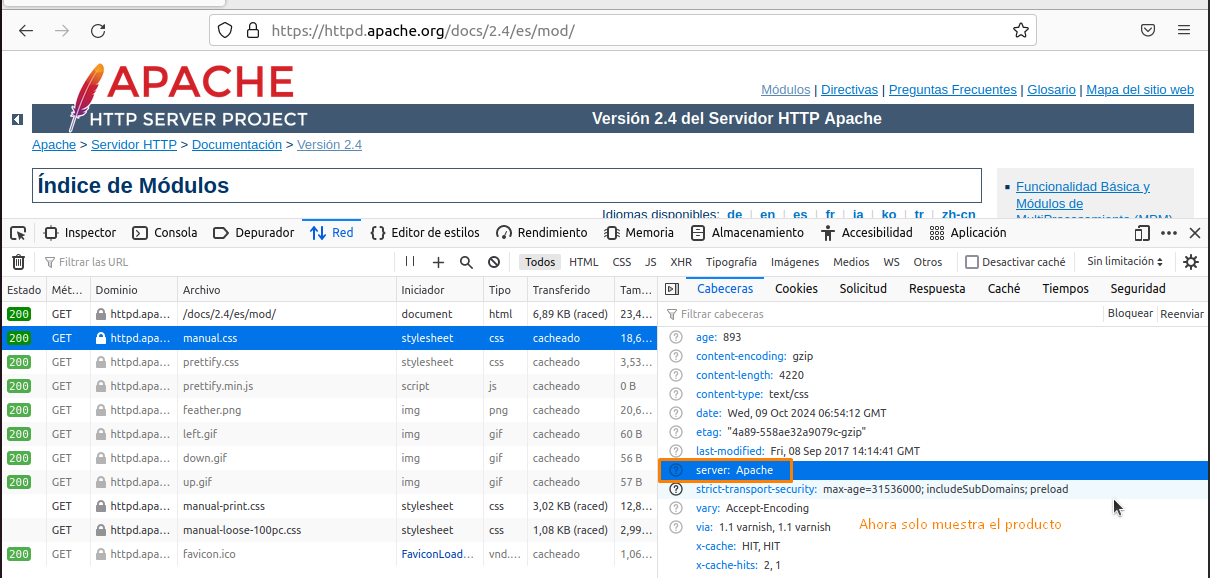 https://httpd.apache.org/docs/2.4/es/mod/
APACHE
HTTP SERVER PROJECT
Módulos | Directivas | Preguntas Frecuentes | Glosario | Mapa del sitio web
Versión 2.4 del Servidor HTTP Apache
Apache > Servidor HTTP > Documentación > Versión 2.4
Índice de Módulos
Funcionalidad Básica y
Módulos de
MultiProcesamiento (MPM)
Idiomas disponibles: de | en | es | fr | ja | ko | tr | zh-cn
Inspector Consola Depurador Red Editor de estilos Rendimiento Memoria Almacenamiento Accesibilidad Aplicación
Filtrar las URL
Todos HTML CSS JS XHR Tipografía Imágenes Medios WS Otros Desactivar caché Sin limitación
Estado Mét... Dominio Archivo Iniciador Tipo Transferido Tam...
200 GET httpd.apa... /docs/2.4/es/mod/ document html 6,89 KB (raced) 23,4...
200 GET httpd.apa... manual.css stylesheet css cacheado 18,6...
200 GET httpd.apa... prettify.css stylesheet css cacheado 3,53...
200 GET httpd.apa... prettify.min.js script js cacheado 0 B
200 GET httpd.apa... feather.png img png cacheado 20,6...
200 GET httpd.apa... left.gif img gif cacheado 60 B
200 GET httpd.apa... down.gif img gif cacheado 56 B
200 GET httpd.apa... up.gif img gif cacheado 57 B
GET httpd.apa... manual-print.css stylesheet css 3,02 KB (raced) 12,8...
GET httpd.apa... manual-loose-100pc.css stylesheet css 1,08 KB (raced) 2,99...
200 GET httpd.apa... favicon.ico FaviconLoad... vnd.... cacheado 1,06...
Cabeceras Cookies Solicitud Respuesta Caché Tiempos Seguridad
Filtrar cabeceras Bloquear Reenviar
age: 893
content-encoding: gzip
content-length: 4220
content-type: text/css
date: Wed, 09 Oct 2024 06:54:12 GMT
etag: "4a89-558ae32a9079c-gzip"
last-modified: Fri, 08 Sep 2017 14:14:41 GMT
server: Apache
strict-transport-security: max-age=31536000; includeSubDomains; preload
vary: Accept-Encoding
via: 1.1 varnish, 1.1 varnish
Ahora solo muestra el producto
x-cache: HIT, HIT
x-cache-hits: 2, 1